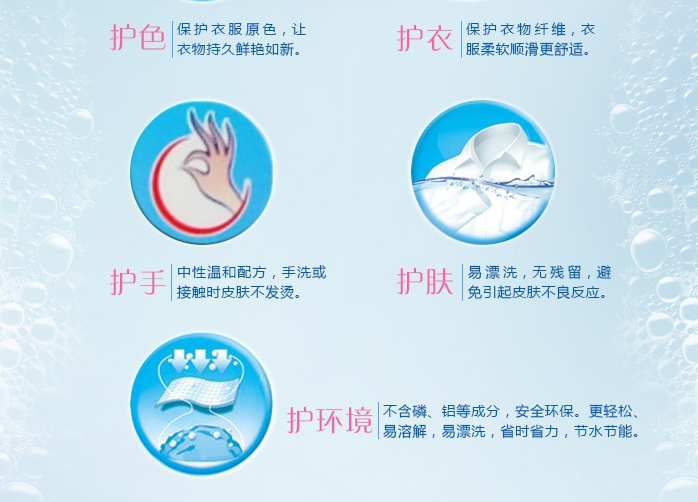 护色
保护衣服原色，让
衣物持久鲜艳如新。
护衣
保护衣物纤维，衣
服柔软顺滑更舒适。
护手
中性温和配方，手洗或
接触时皮肤不发烫。
护肤
易漂洗，无残留，避
免引起皮肤不良反应。
护环境
不含磷、铝等成分，安全环保。更轻松、
易溶解，易漂洗，省时省力，节水节能。